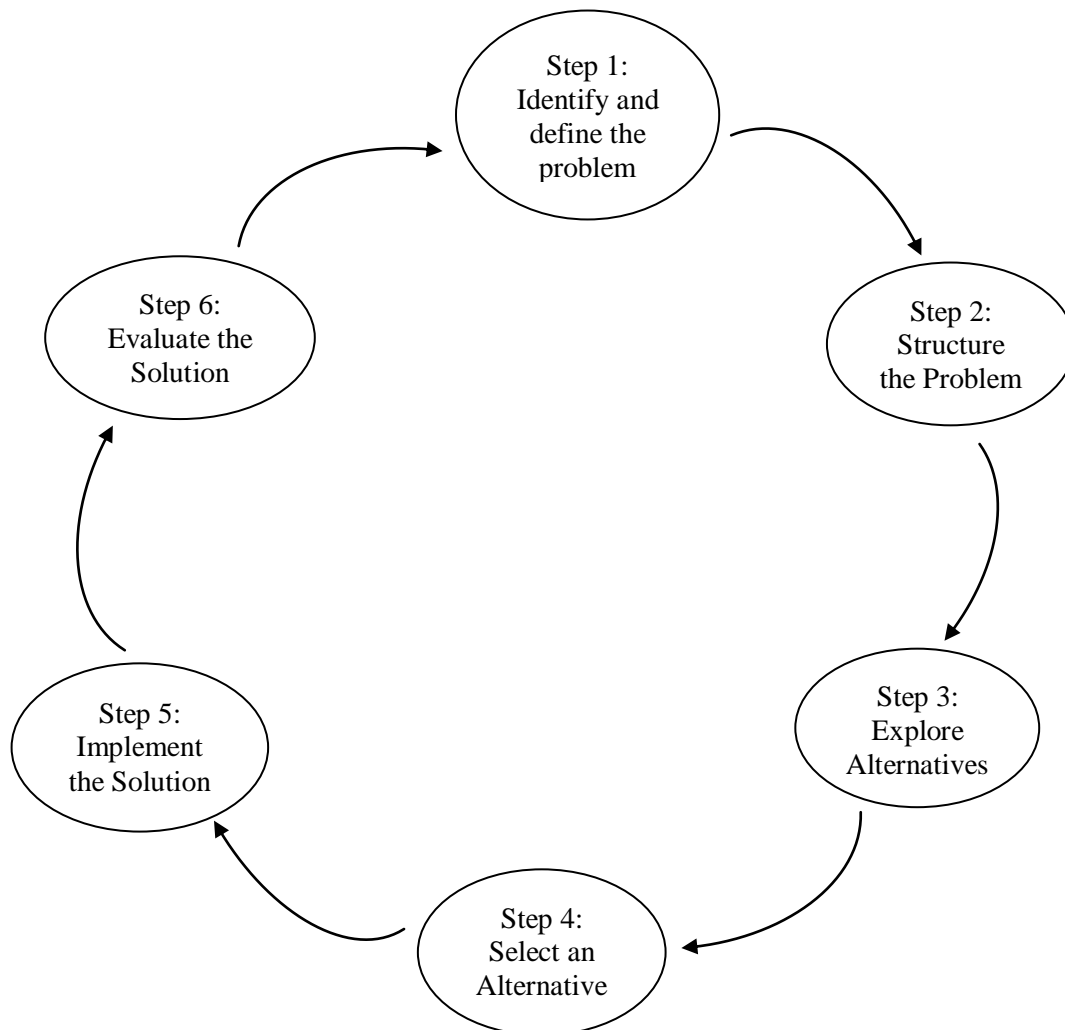 Step 1:
Identify and
define the
problem
Step 2:
Structure
the Problem
Step 3:
Explore
Alternatives
Step 4:
Select an
Alternative
Step 5:
Implement
the Solution
Step 6:
Evaluate the
Solution